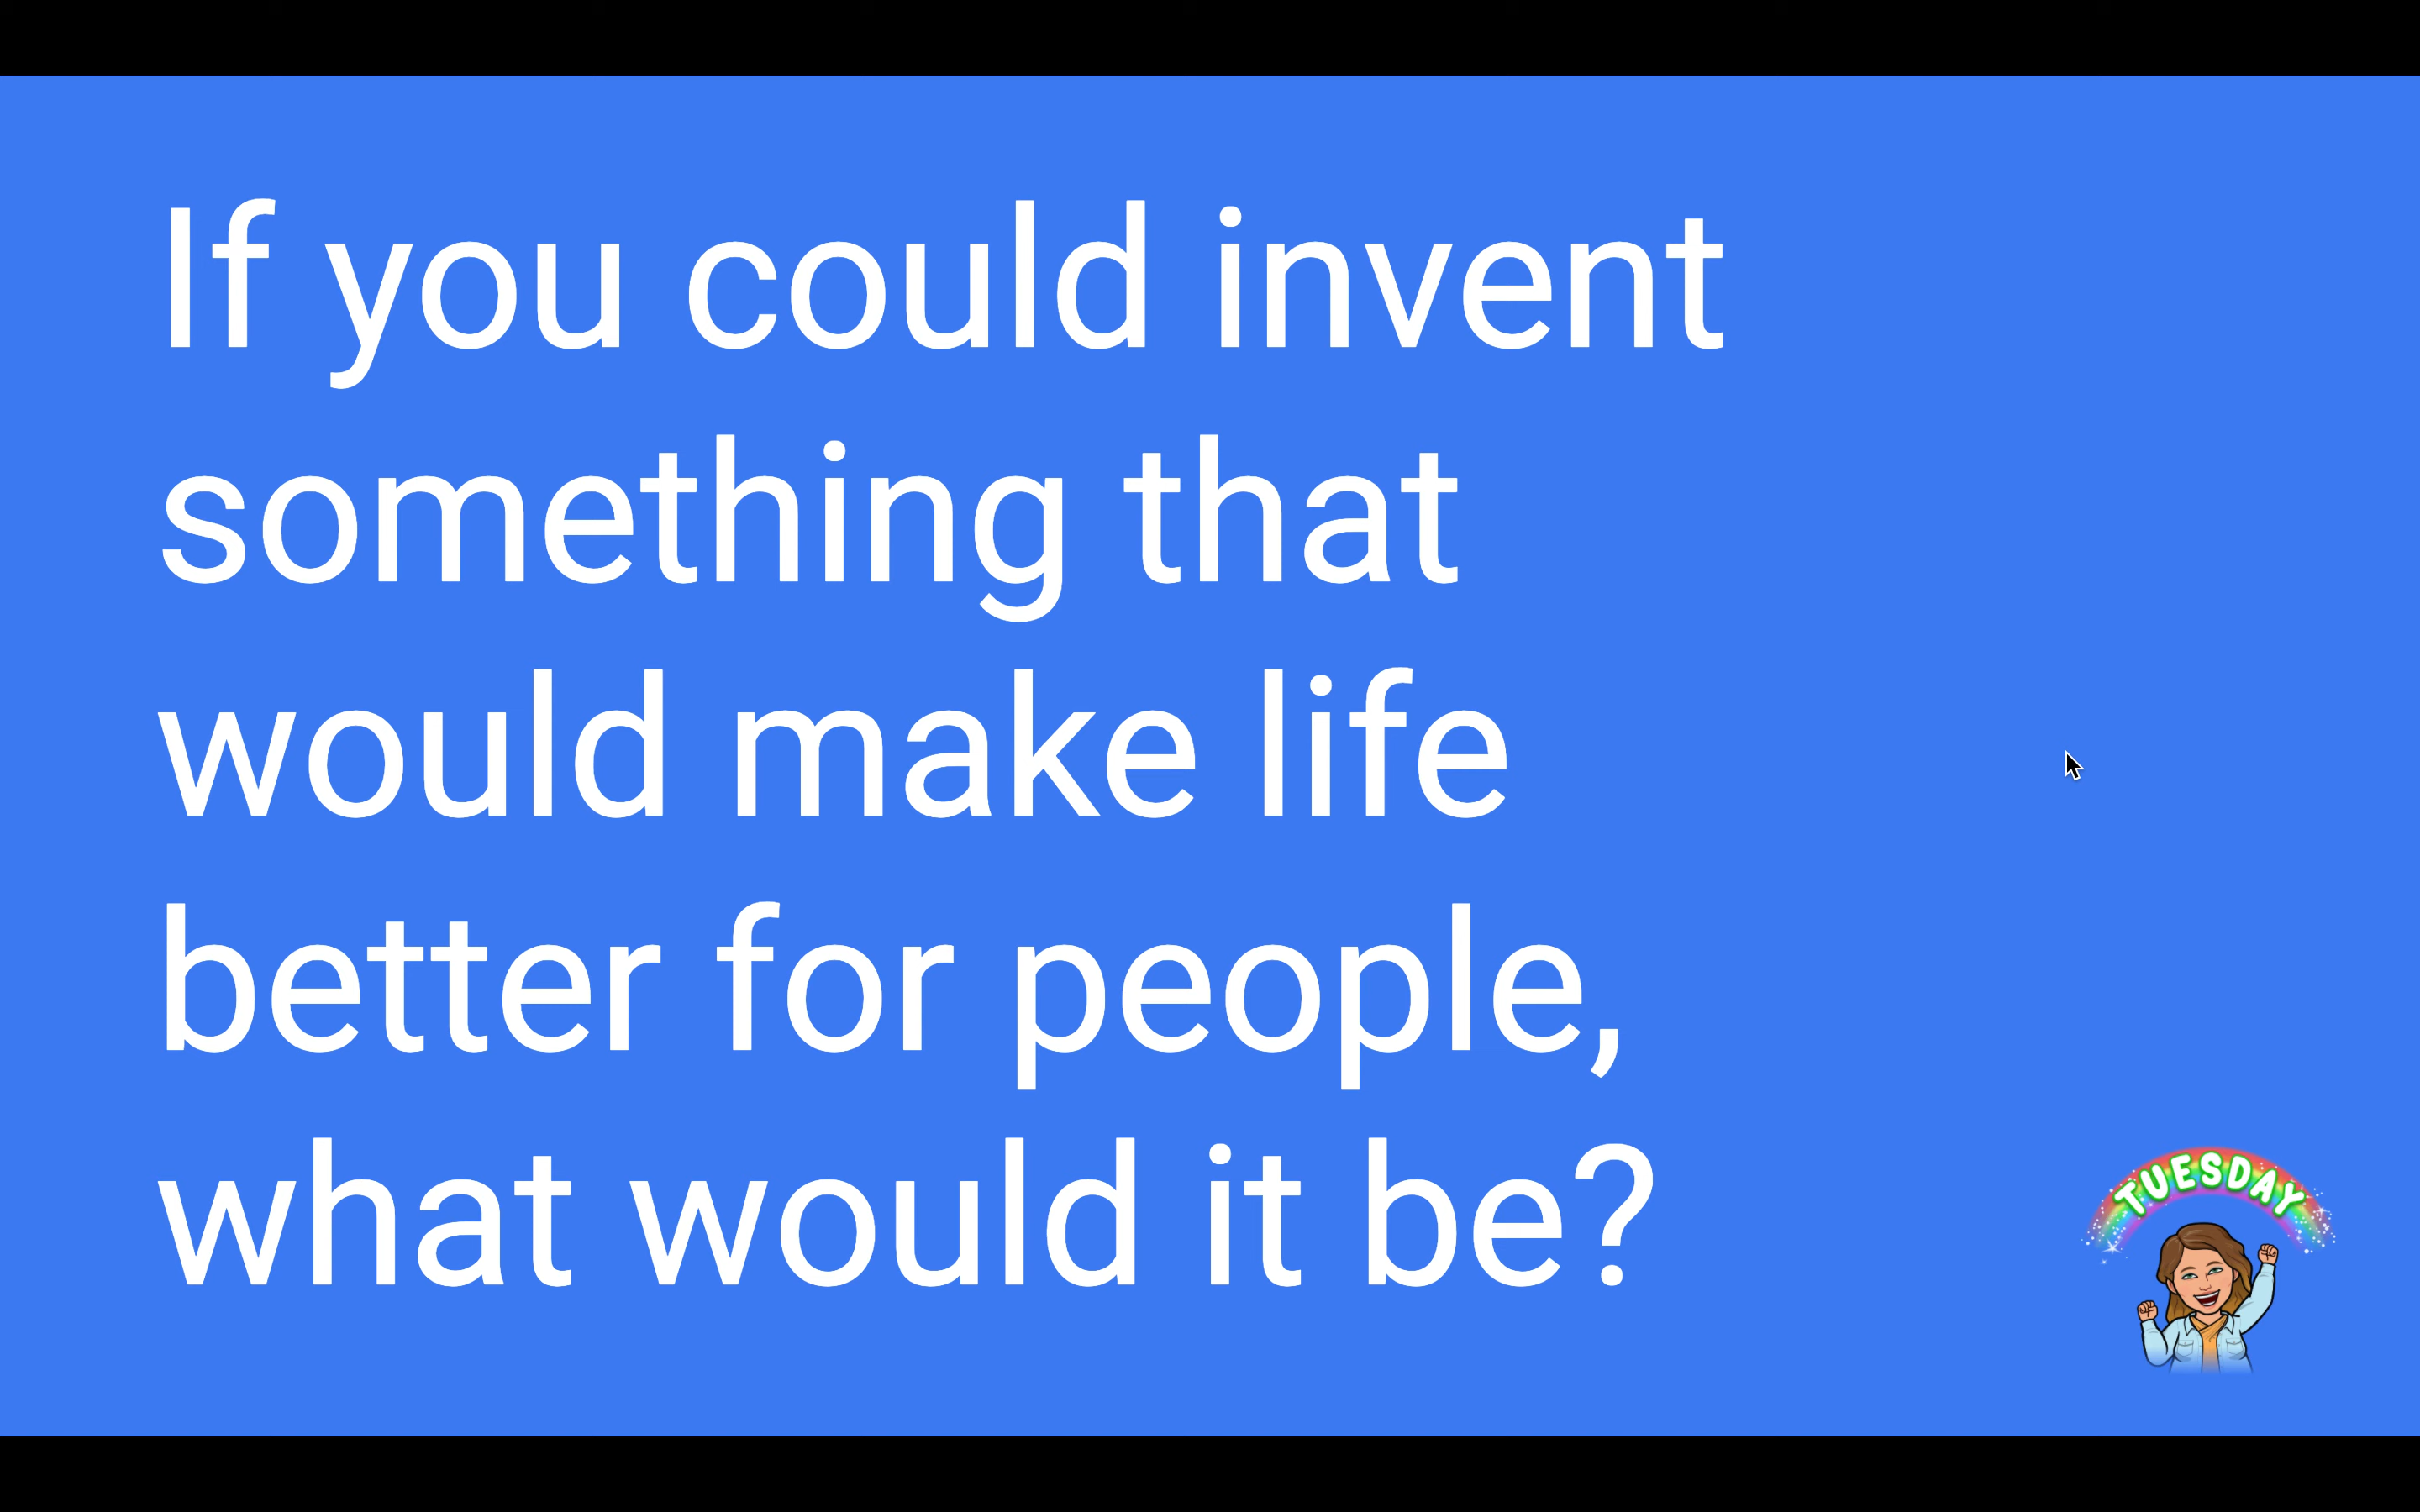 If you could invent
something that
would make life
better for people,
what would it be?
TUESDAY